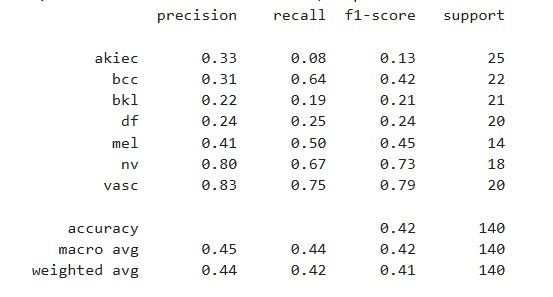 precision recall f1-score support
akiec 0.33 0.08 0.13 25
bcc 0.31 0.64 0.42 22
bkl 0.22 0.19 0.21 21
df 0.24 0.25 0.24 20
mel 0.41 0.50 0.45 14
nv 0.80 0.67 0.73 18
vasc 0.83 0.75 0.79 20
accuracy 0.42 140
macro avg 0.45 0.44 0.42 140
weighted avg 0.44 0.42 0.41 140